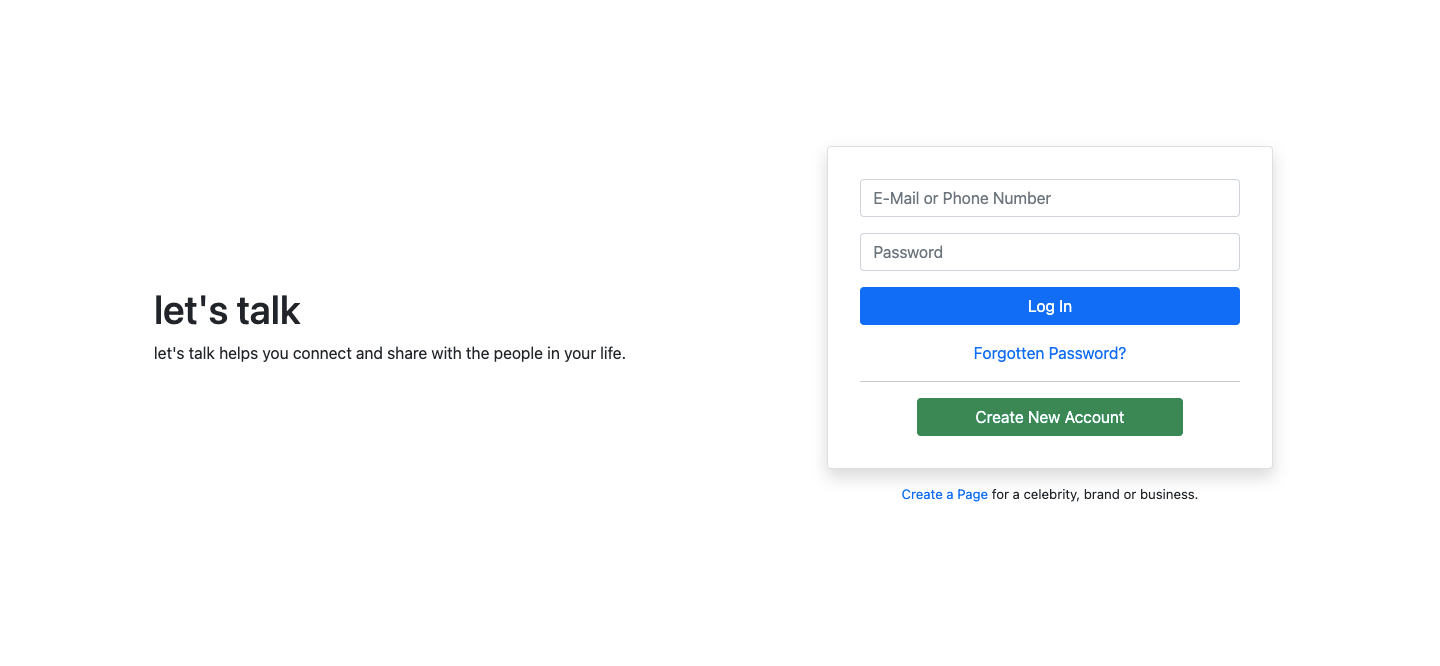 let's talk
let's talk helps you connect and share with the people in your life.
E-Mail or Phone Number
Password
Log In
Forgotten Password?
Create New Account
Create a Page for a celebrity, brand or business.